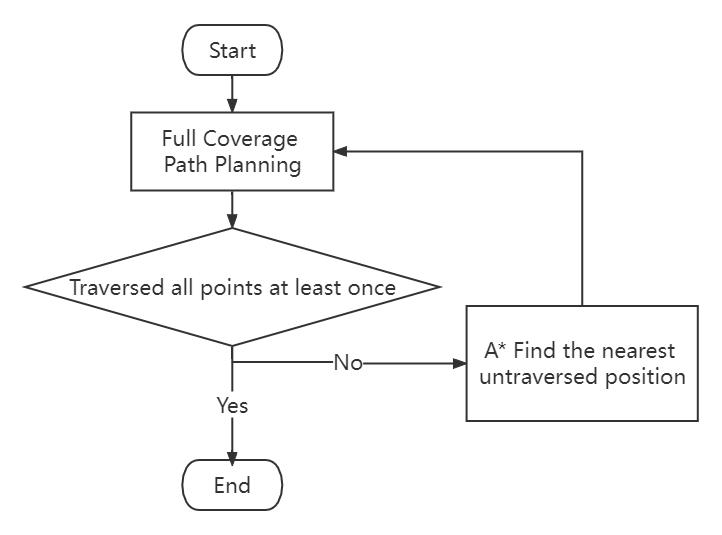 Start
Full Coverage
Path Planning
Traversed all points at least once
A* Find the nearest
untraversed position
No
Yes
End